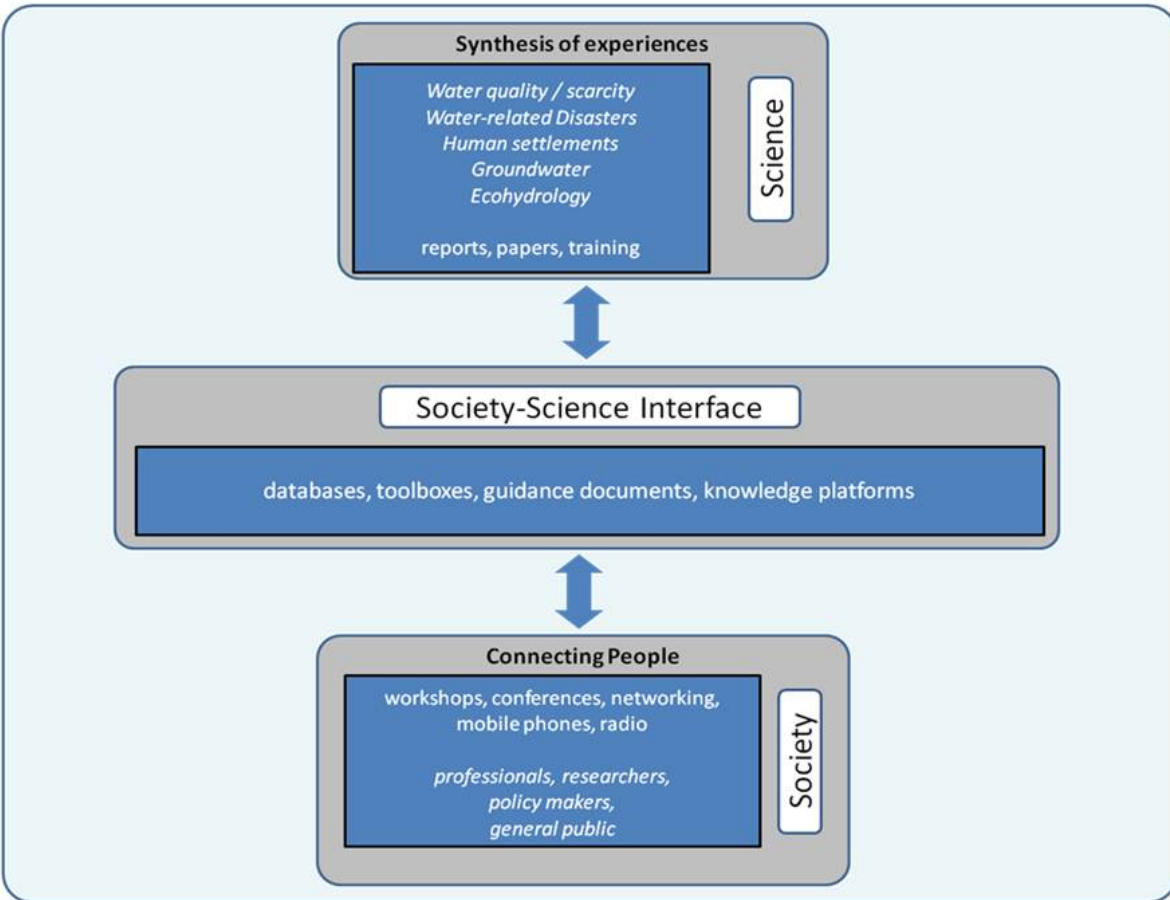 Synthesis of experiences
Water quality / scarcity
Water-related Disasters
Human settlements
Groundwater
Ecohydrology
reports, papers, training
Science
Society-Science Interface
databases, toolboxes, guidance documents, knowledge platforms
Connecting People
workshops, conferences, networking,
mobile phones, radio
professionals, researchers,
policy makers,
general public
Society